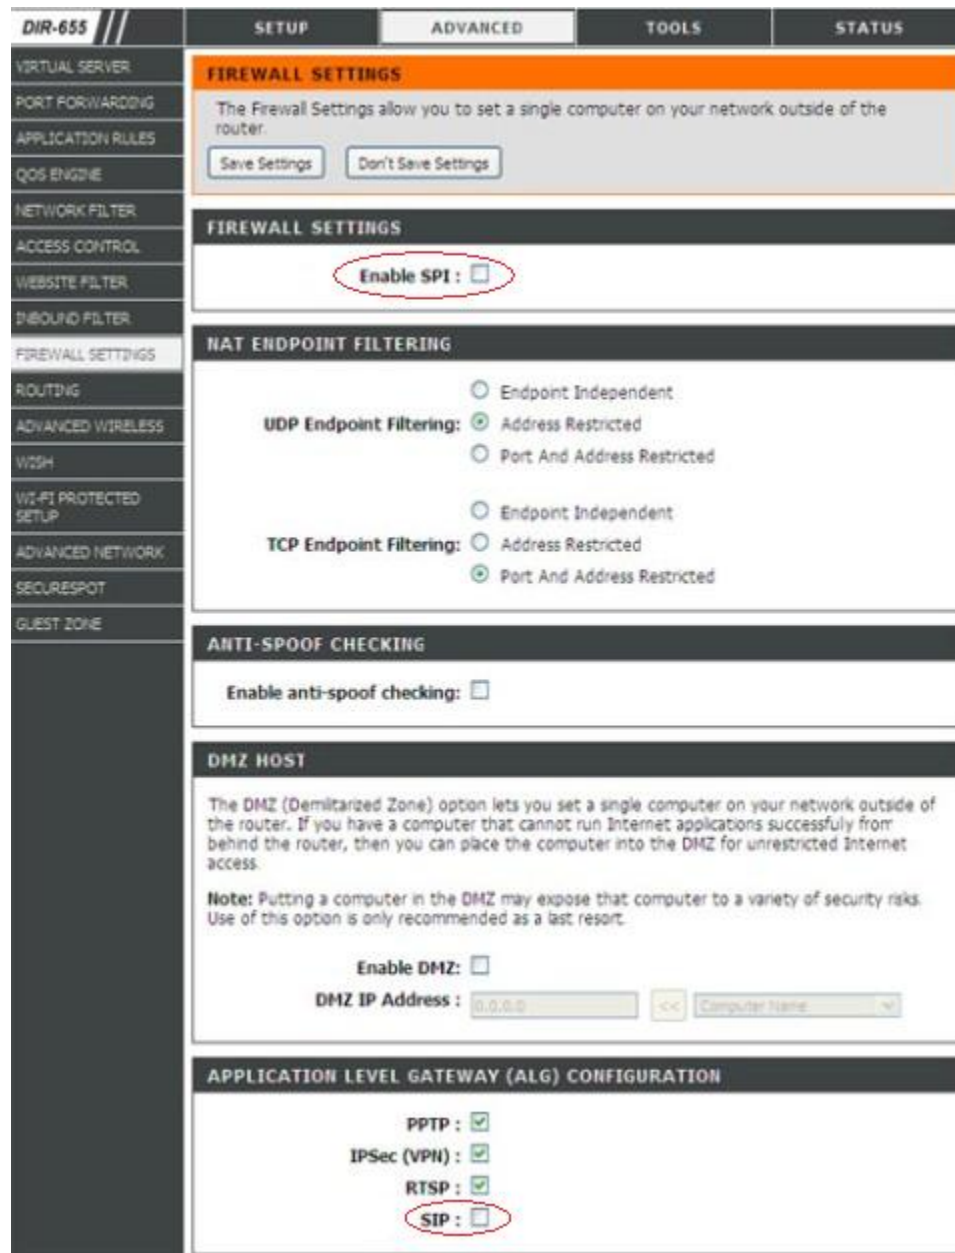 DIR-655
SETUP
ADVANCED
TOOLS
STATUS
VIRTUAL SERVER
PORT FORWARDING
APPLICATION RULES
QOS ENGINE
NETWORK FILTER
ACCESS CONTROL
WEBSITE FILTER
INBOUND FILTER
FIREWALL SETTINGS
ROUTING
ADVANCED WIRELESS
WISH
WI-FI PROTECTED
SETUP
ADVANCED NETWORK
SECURESPOT
GUEST ZONE
FIREWALL SETTINGS
The Firewall Settings allow you to set a single computer on your network outside of the
router.
Save Settings
Don't Save Settings
FIREWALL SETTINGS
Enable SPI :
NAT ENDPOINT FILTERING
Endpoint Independent
UDP Endpoint Filtering: Address Restricted
Port And Address Restricted
Endpoint Independent
TCP Endpoint Filtering: Address Restricted
Port And Address Restricted
ANTI-SPOOF CHECKING
Enable anti-spoof checking:
DMZ HOST
The DMZ (Demilitarized Zone) option lets you set a single computer on your network outside of
the router. If you have a computer that cannot run Internet applications successfuly from
behind the router, then you can place the computer into the DMZ for unrestricted Internet
access.
Note: Putting a computer in the DMZ may expose that computer to a variety of security risks.
Use of this option is only recommended as a last resort.
Enable DMZ:
DMZ IP Address : 0.0.0.0 << Computer Name
APPLICATION LEVEL GATEWAY (ALG) CONFIGURATION
PPTP :
IPSec (VPN) :
RTSP :
SIP :